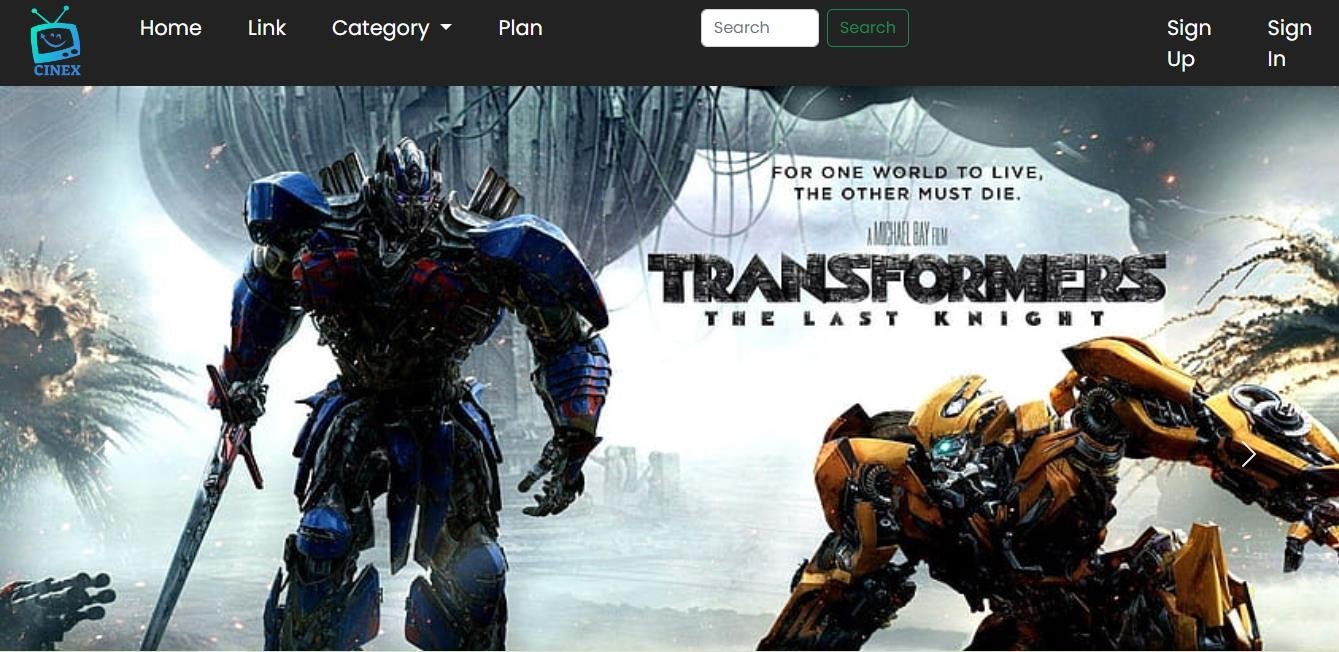 Home
Link
Category
Plan
Search
Search
Sign
Up
Sign
In
CINEX
FOR ONE WORLD TO LIVE,
THE OTHER MUST DIE.
A MICHAEL BAY FILM
TRANSFORMERS
THE LAST KNIGHT